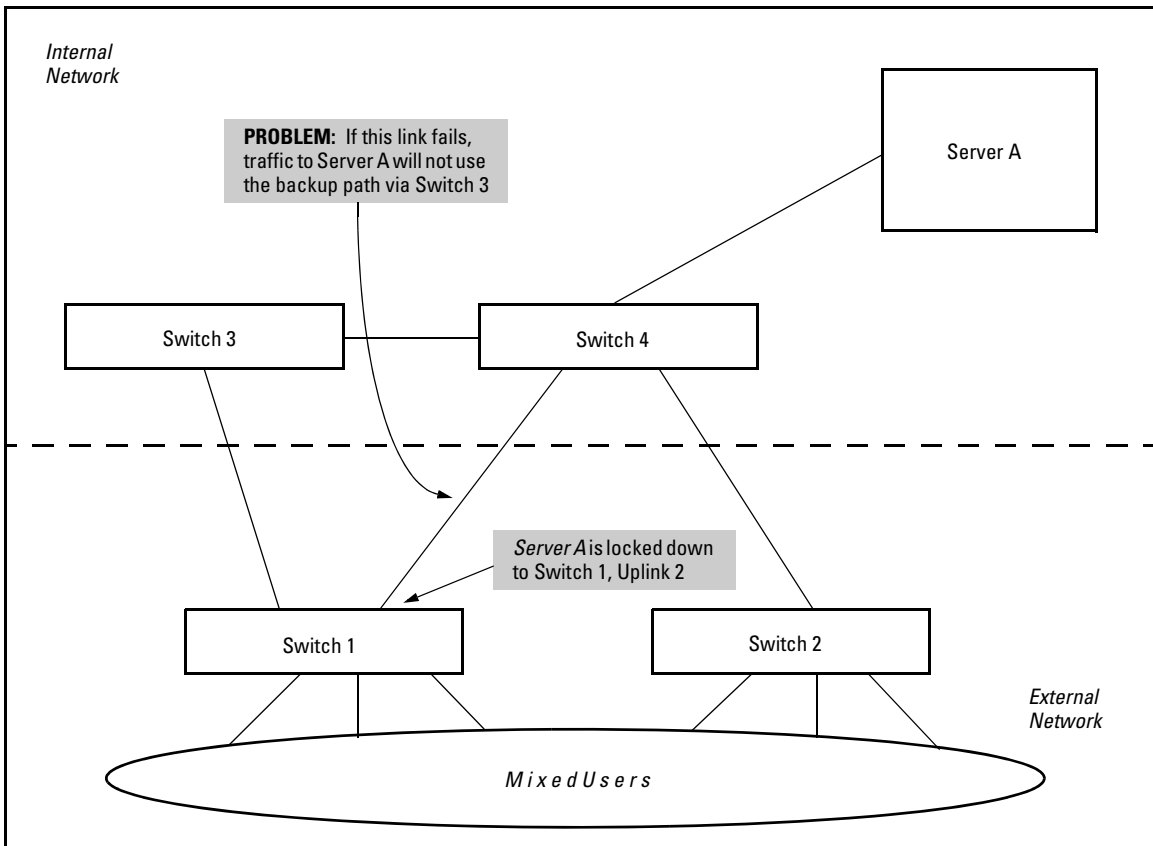 Internal
Network
PROBLEM: If this link fails,
traffic to Server A will not use
the backup path via Switch 3
Server A
Switch 3
Switch 4
Server A is locked down
to Switch 1, Uplink 2
Switch 1
Switch 2
External
Network
Mixed Users